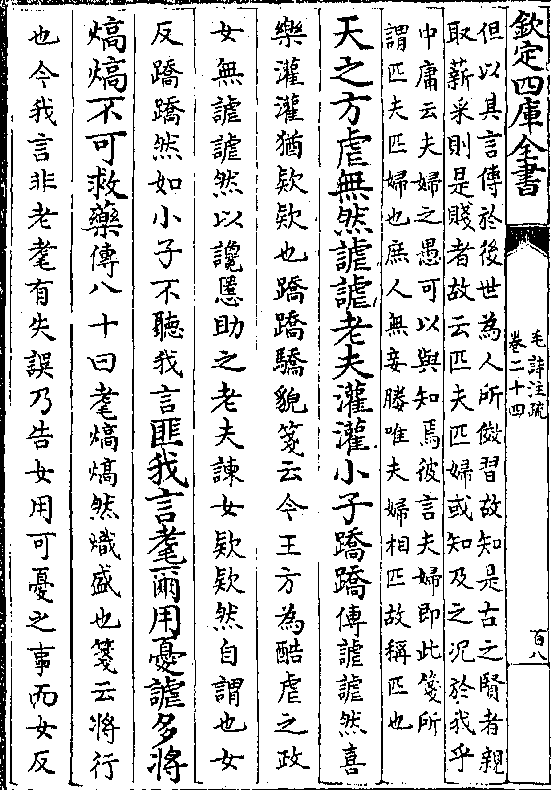 欽定四庫全書
毛詩注疏
卷二十四
百八
但以其言傳於後世為人所倣習故知是古之賢者親
取薪采則是賤者故云匹夫匹婦或知及之况於我乎
中庸云夫婦之愚可以與知焉彼言夫婦即此箋所
謂匹夫匹婦也庶人無妾媵唯夫婦相匹故稱匹也
天之方虐無然謔謔老夫灌灌小子蹻蹻傳謔謔然喜
樂灌灌猶欵欵也蹻蹻驕貌箋云今王方為酷虐之政
女無謔謔然以讒慝助之老夫諫女欵欵然自謂也女
反蹻蹻然如小子不聽我言匪我言耄爾用憂謔多將
熇熇不可救藥傳八十曰耄熇熇然熾盛也箋云將行
也今我言非老耄有失誤乃告女用可憂之事而女反